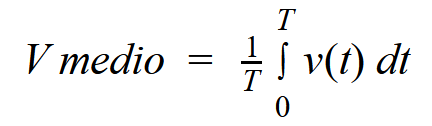 V medio = 1/T ∫₀ᵀ v(t) dt